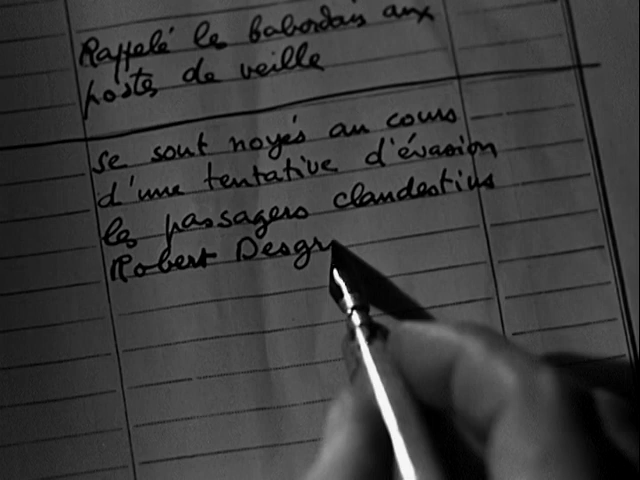 Rappelé les babordais aux
postes de veille
se sont noyés au cours
d'une tentative d'évasion
les passagers clandestins
Robert Desgr